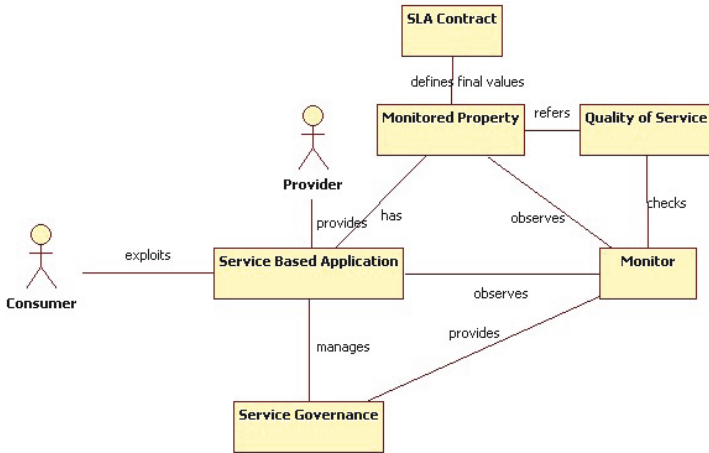 SLA Contract
defines final values
Monitored Property
refers
Quality of Service
Provider
provides
has
observes
checks
exploits
Service Based Application
Monitor
Consumer
observes
manages
provides
Service Governance